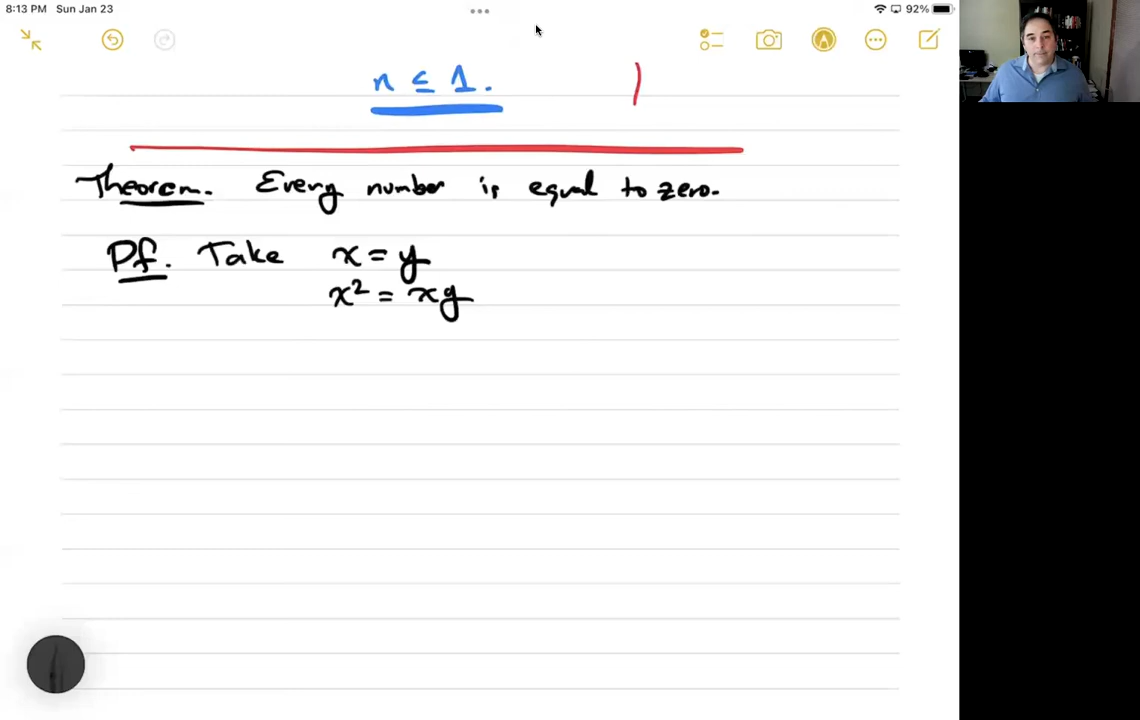 8:13 PM Sun Jan 23
92%
n ≤ 1.
Theorem. Every number is equal to zero.
Pf. Take x = y
x² = xy